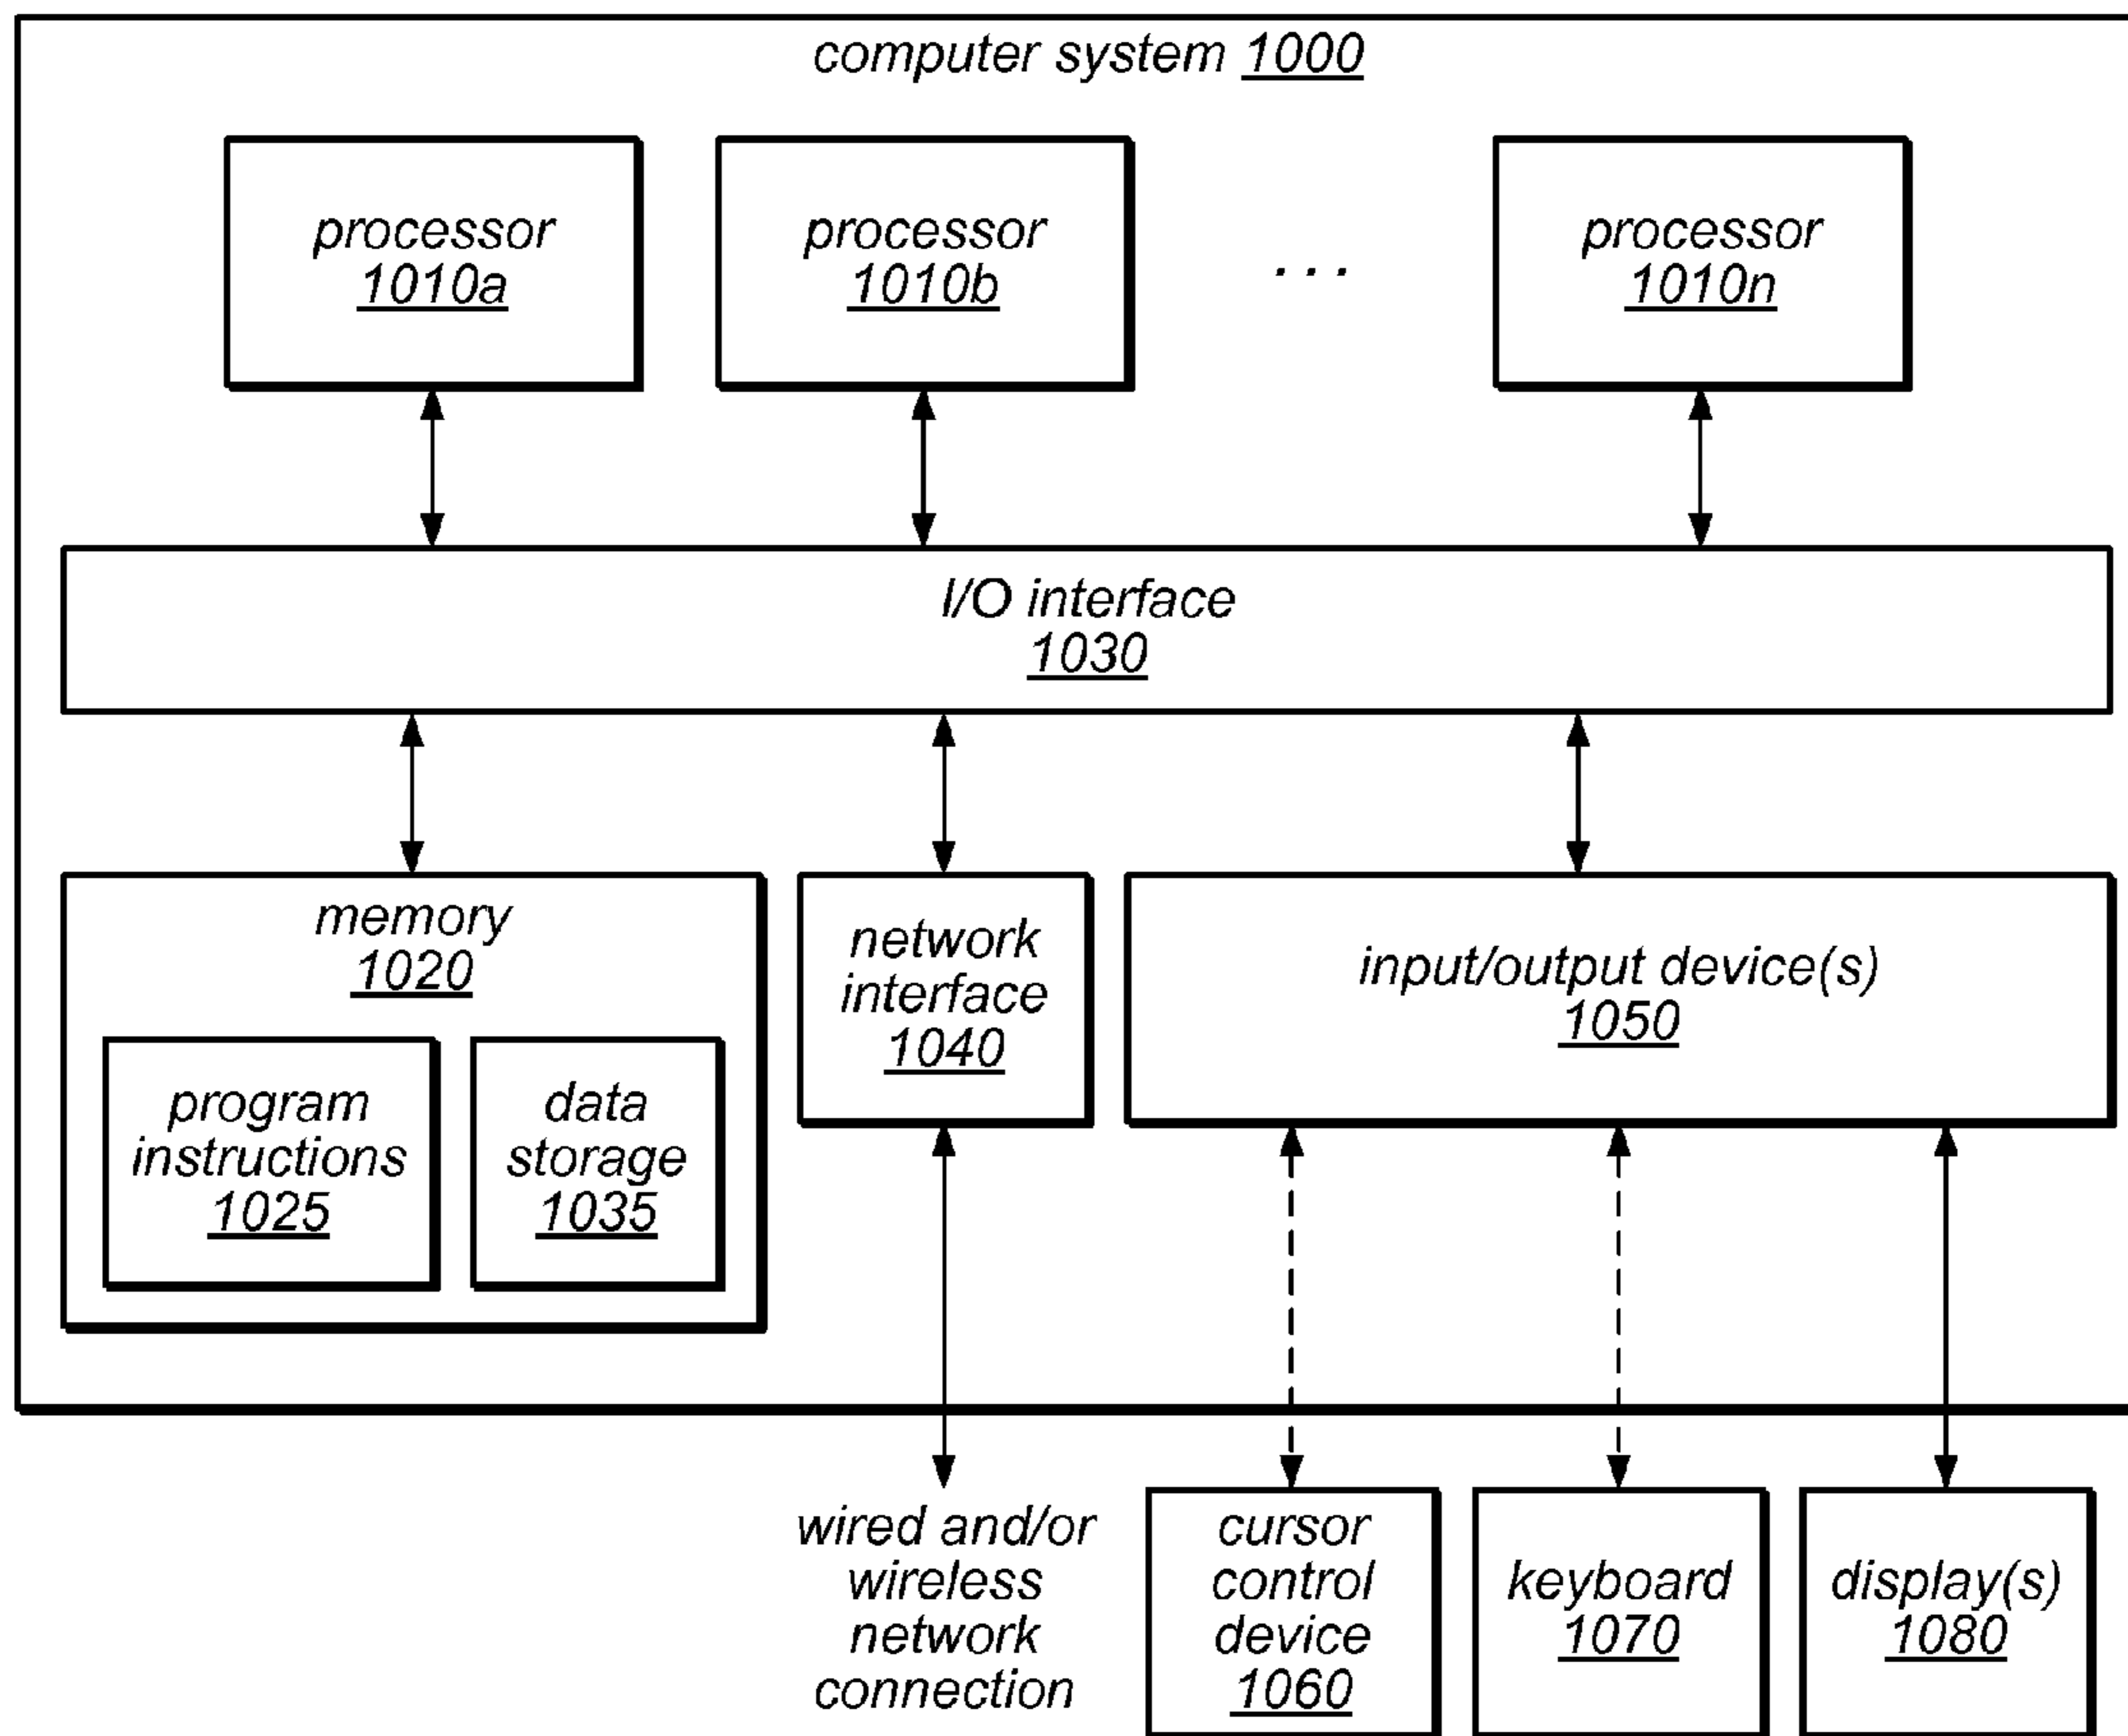 computer system 1000
processor
1010a
processor
1010b
. . .
processor
1010n
I/O interface
1030
memory
1020
program
instructions
1025
data
storage
1035
network
interface
1040
input/output device(s)
1050
wired and/or
wireless
network
connection
cursor
control
device
1060
keyboard
1070
display(s)
1080